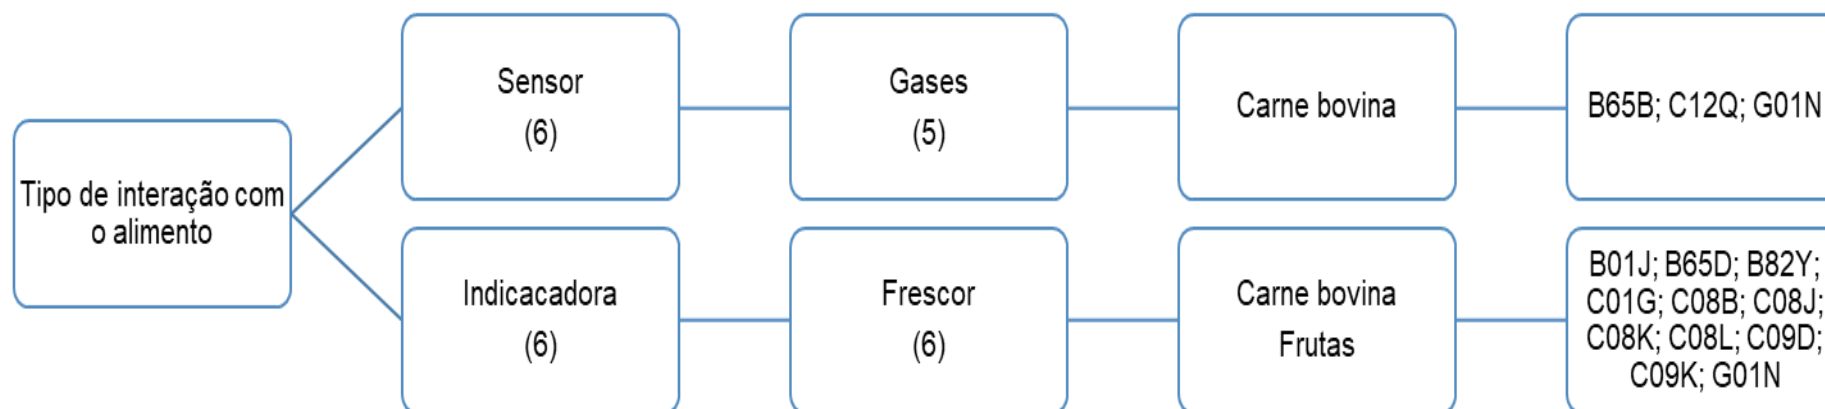 Tipo de interação com
o alimento
Sensor
(6)
Gases
(5)
Carne bovina
B65B; C12Q; G01N
Indicacadora
(6)
Frescor
(6)
Carne bovina
Frutas
B01J; B65D; B82Y;
C01G; C08B; C08J;
C08K; C08L; C09D;
C09K; G01N